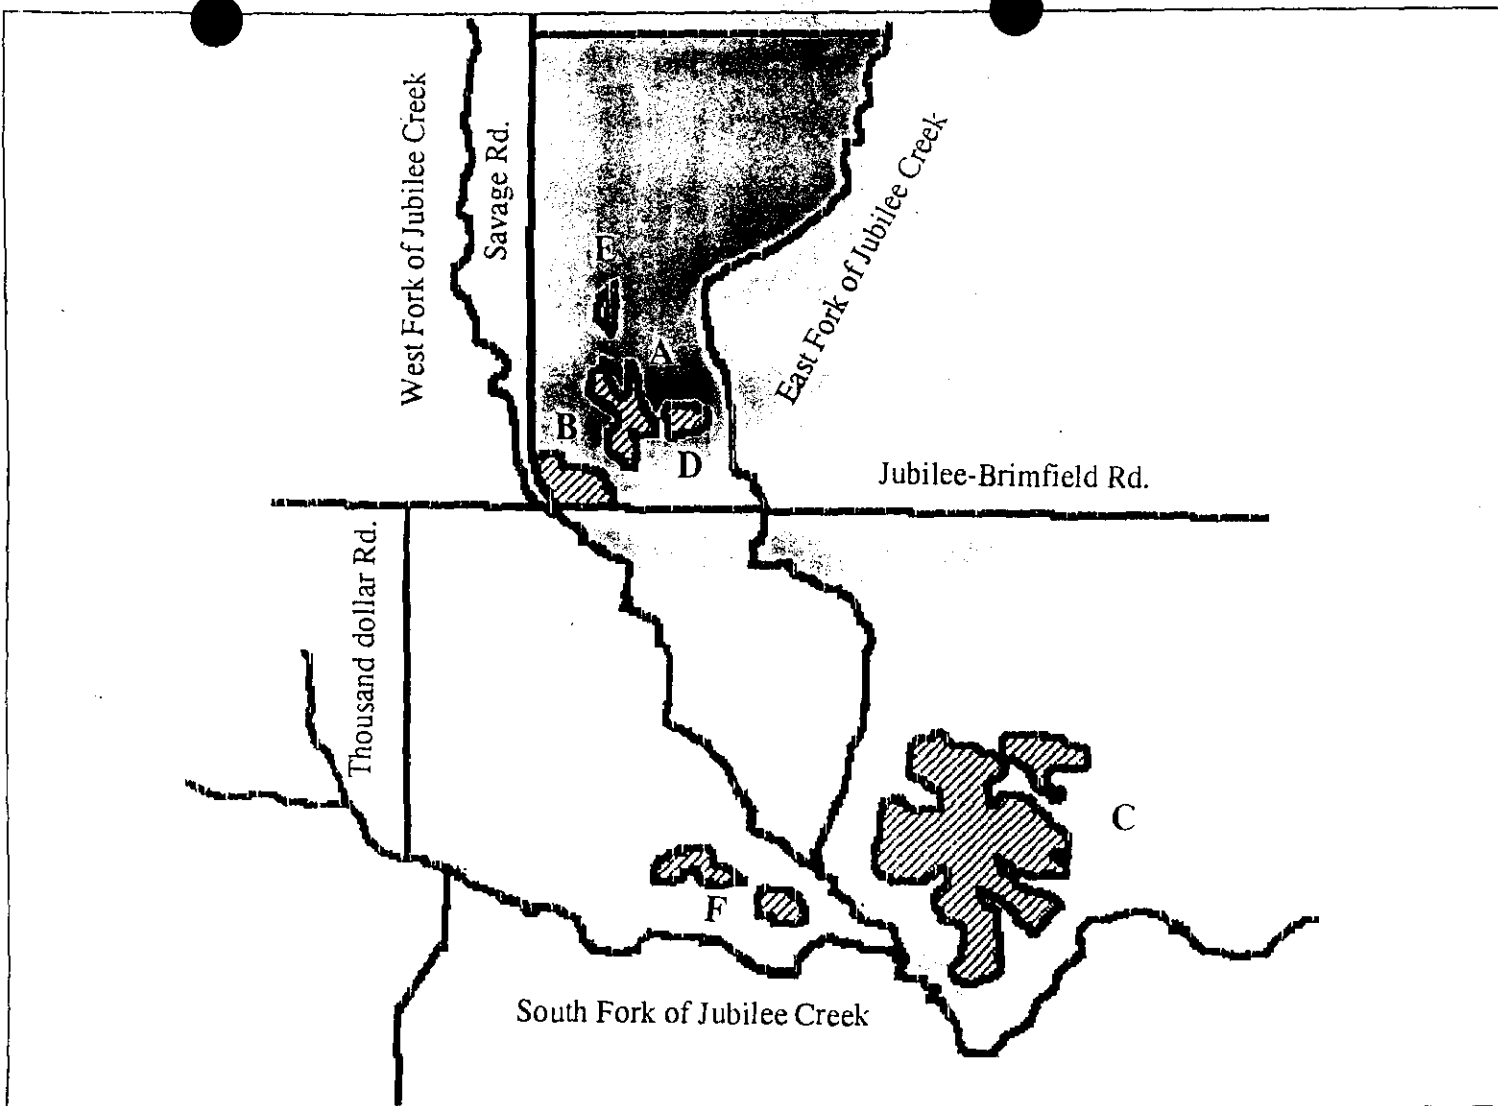 West Fork of Jubilee Creek
Savage Rd.
East Fork of Jubilee Creek
E
A
B
D
Jubilee-Brimfield Rd.
Thousand dollar Rd.
C
F
South Fork of Jubilee Creek